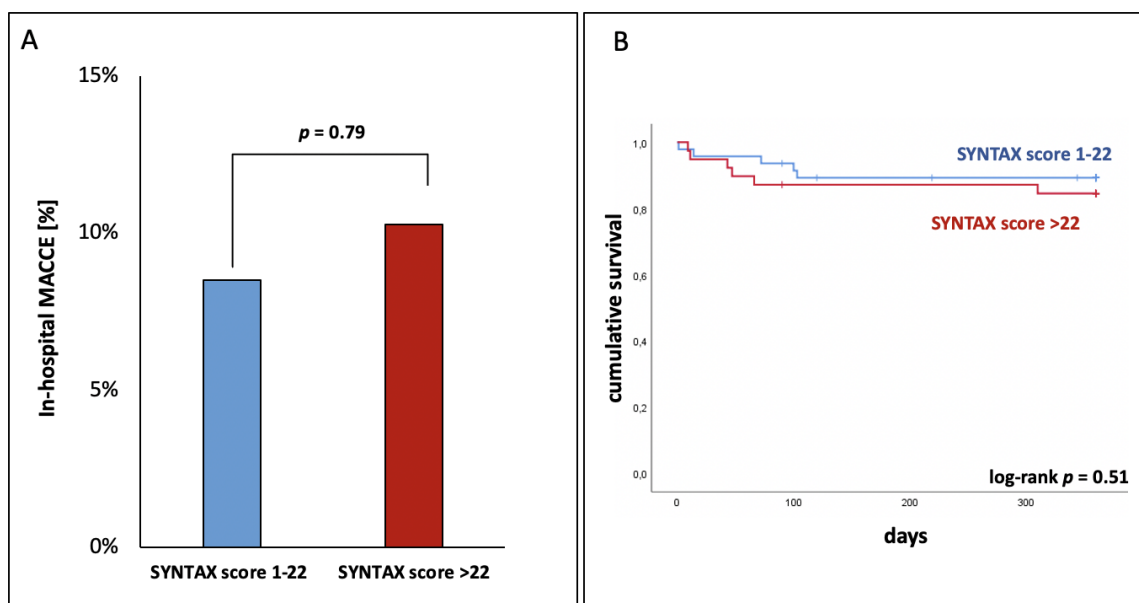 A
15%
p = 0.79
In-hospital MACCE [%]
10%
5%
0%
SYNTAX score 1-22
SYNTAX score >22
B
1,0
SYNTAX score 1-22
0,8
SYNTAX score >22
cumulative survival
0,6
0,4
0,2
0,0
log-rank p = 0.51
0
100
200
300
days